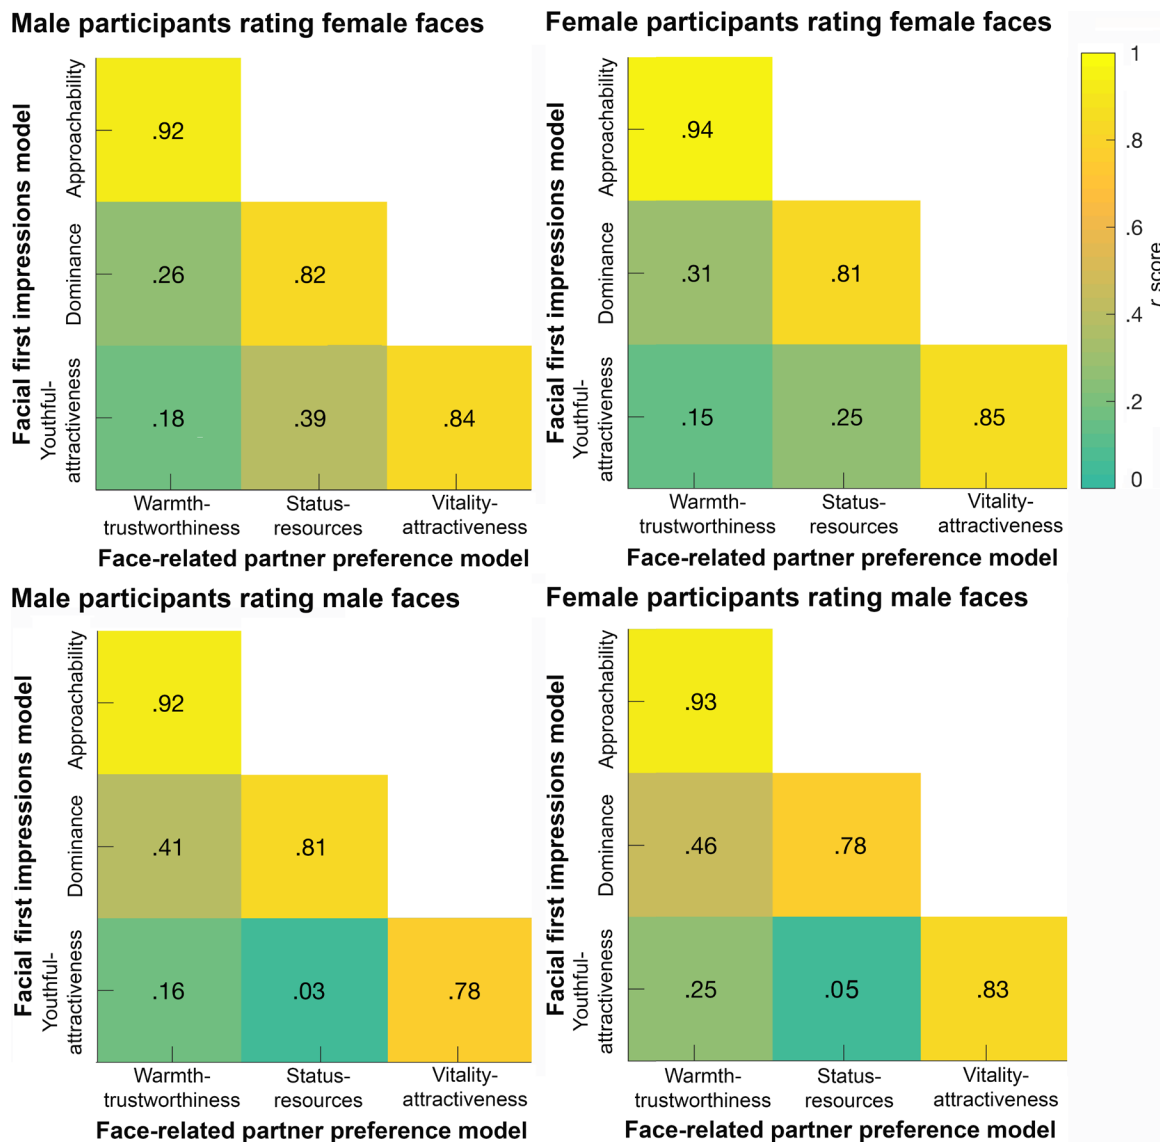 Male participants rating female faces
Facial first impressions model
Approachability
Dominance
Youthful-
attractiveness
.92
.26
.82
.18
.39
.84
Warmth-
trustworthiness
Status-
resources
Vitality-
attractiveness
Face-related partner preference model
Female participants rating female faces
Facial first impressions model
Approachability
Dominance
Youthful-
attractiveness
.94
.31
.81
.15
.25
.85
Warmth-
trustworthiness
Status-
resources
Vitality-
attractiveness
Face-related partner preference model
1
.8
.6
.4
.2
0
r score
Male participants rating male faces
Facial first impressions model
Approachability
Dominance
Youthful-
attractiveness
.92
.41
.81
.16
.03
.78
Warmth-
trustworthiness
Status-
resources
Vitality-
attractiveness
Face-related partner preference model
Female participants rating male faces
Facial first impressions model
Approachability
Dominance
Youthful-
attractiveness
.93
.46
.78
.25
.05
.83
Warmth-
trustworthiness
Status-
resources
Vitality-
attractiveness
Face-related partner preference model